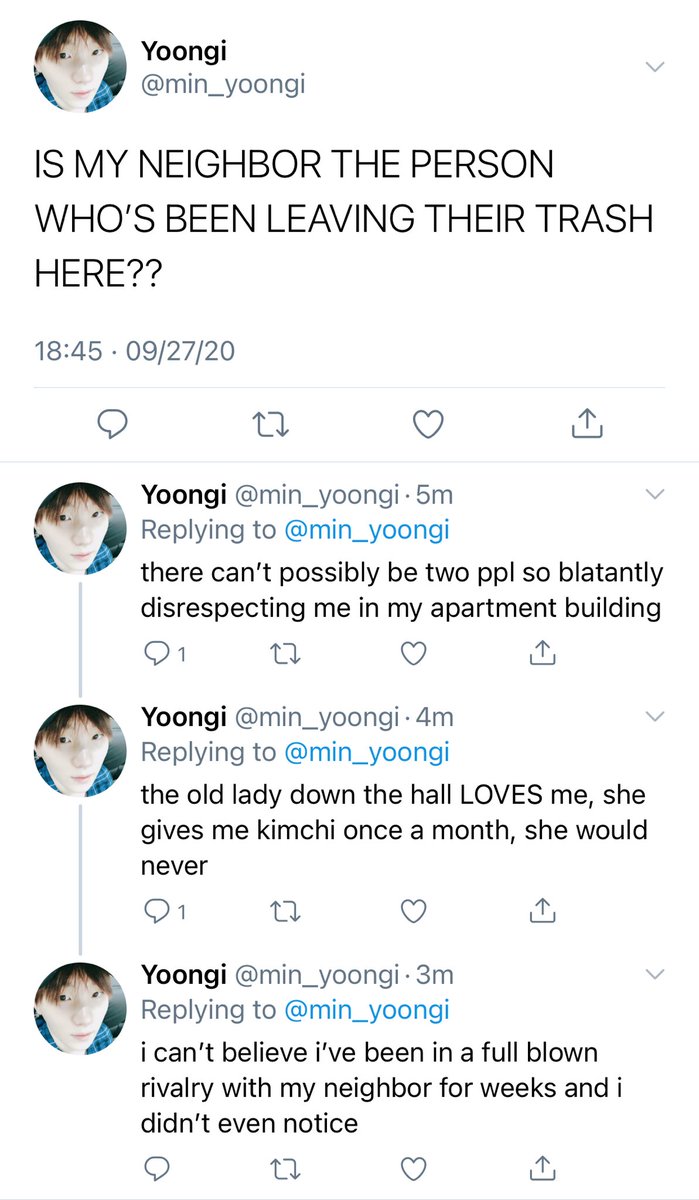 Yoongi
@min_yoongi
IS MY NEIGHBOR THE PERSON
WHO’S BEEN LEAVING THEIR TRASH
HERE??
18:45 · 09/27/20
Yoongi @min_yoongi · 5m
Replying to @min_yoongi
there can’t possibly be two ppl so blatantly
disrespecting me in my apartment building
1
Yoongi @min_yoongi · 4m
Replying to @min_yoongi
the old lady down the hall LOVES me, she
gives me kimchi once a month, she would
never
1
Yoongi @min_yoongi · 3m
Replying to @min_yoongi
i can’t believe i’ve been in a full blown
rivalry with my neighbor for weeks and i
didn’t even notice